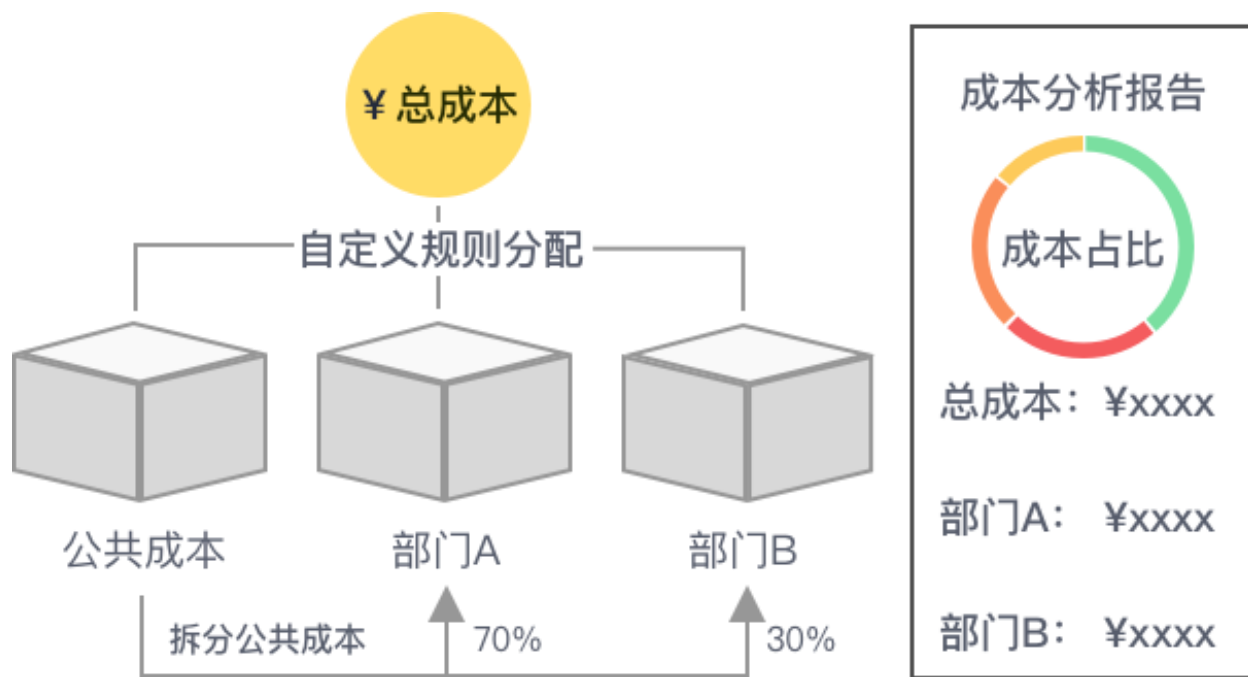 ¥ 总成本
自定义规则分配
公共成本
部门A
部门B
拆分公共成本
70%
30%
成本分析报告
成本占比
总成本： ¥xxxx
部门A： ¥xxxx
部门B： ¥xxxx